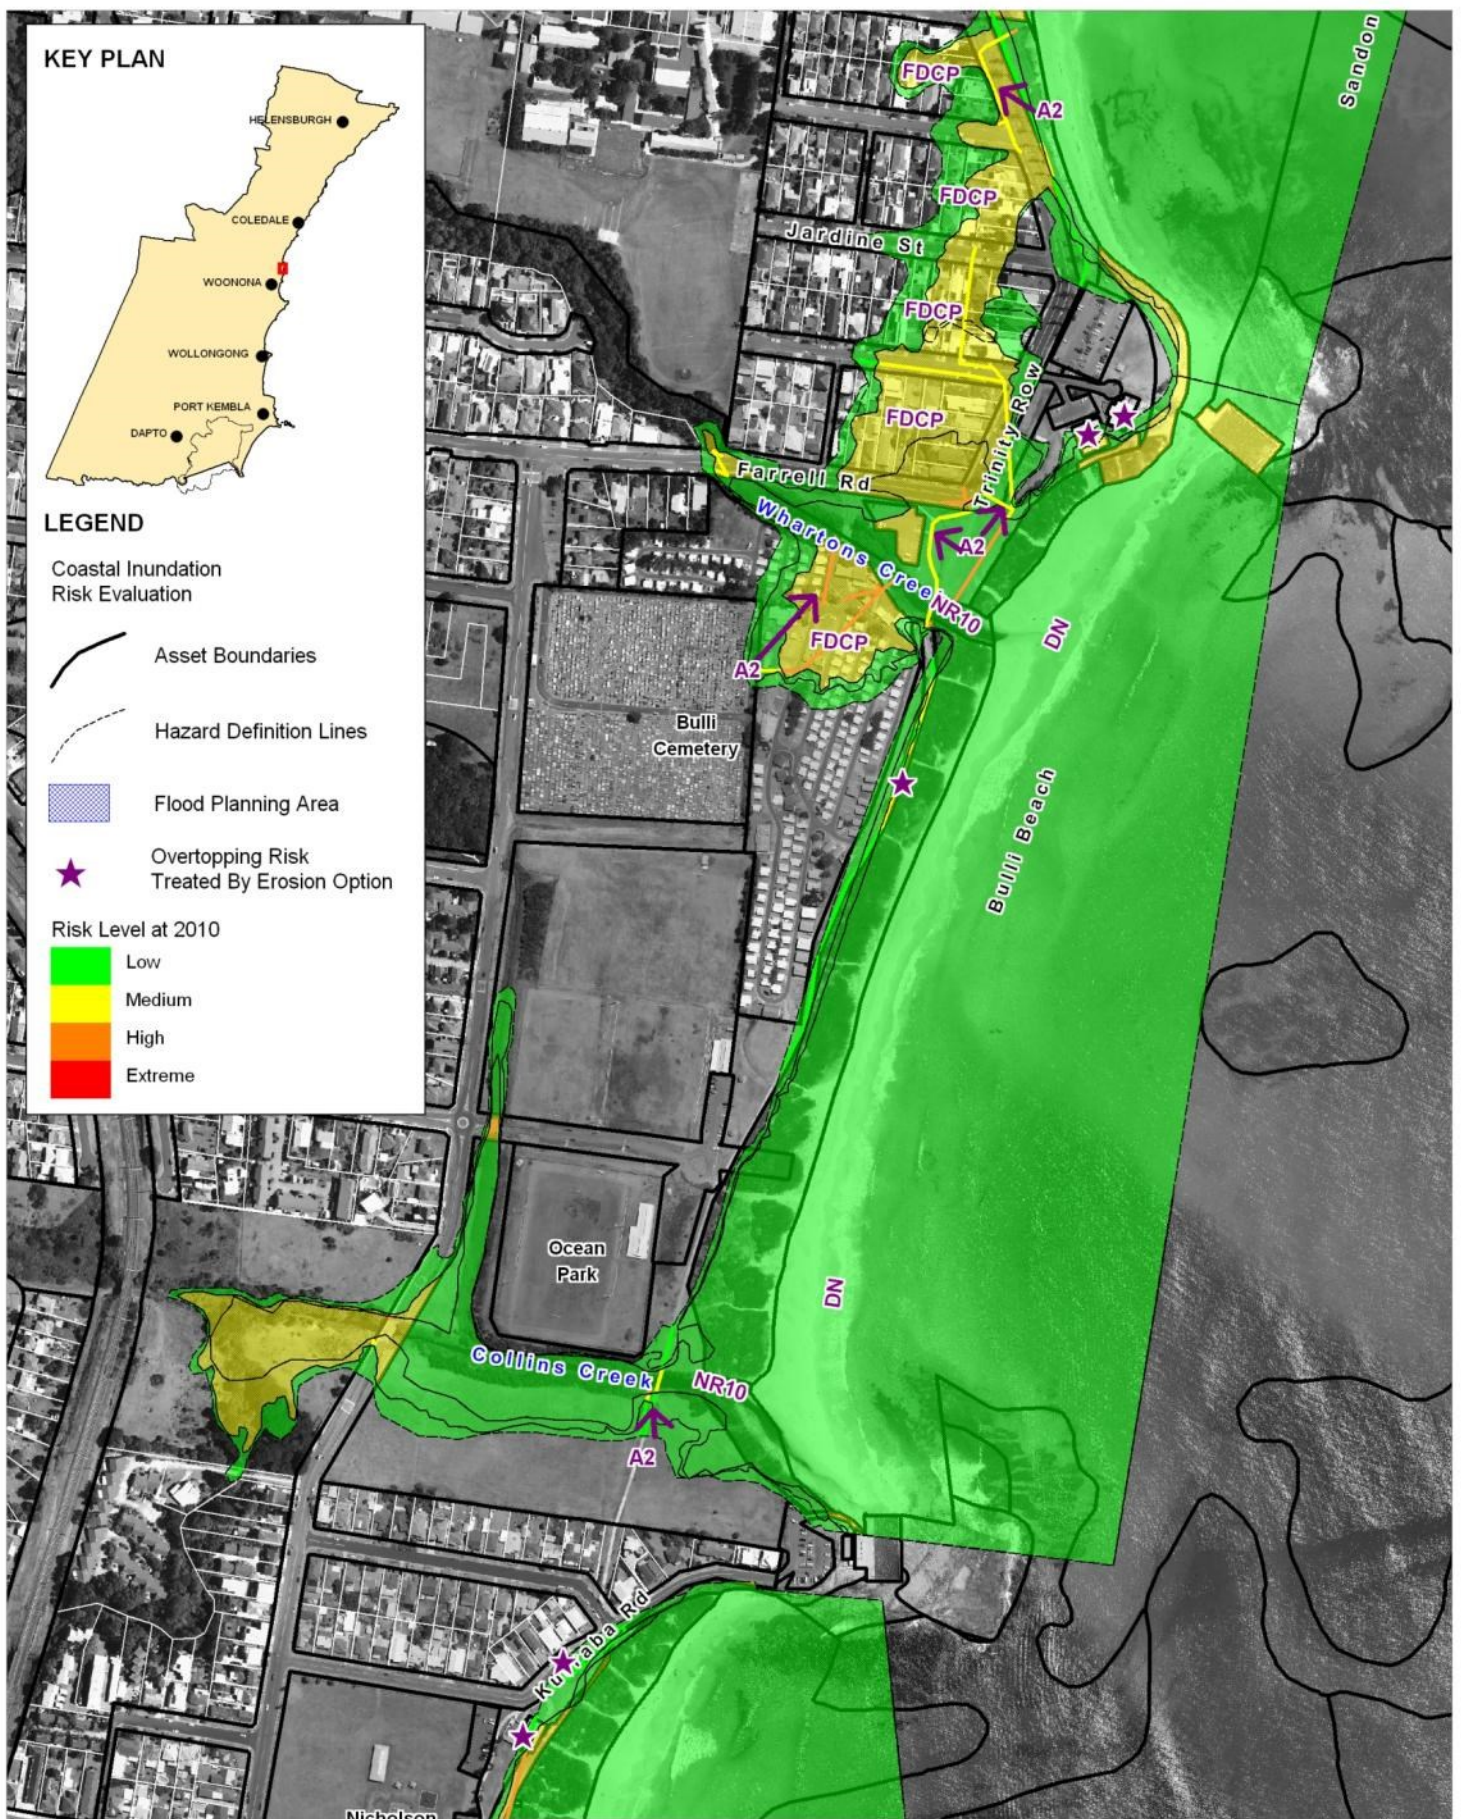 KEY PLAN
HELENSBURGH
COLEDALE
WOONONA
WOLLONGONG
PORT KEMBLA
DAPTO
LEGEND
Coastal Inundation
Risk Evaluation
Asset Boundaries
Hazard Definition Lines
Flood Planning Area
Overtopping Risk
Treated By Erosion Option
Risk Level at 2010
Low
Medium
High
Extreme
Sandon
FDCP
A2
FDCP
Jardine St
FDCP
Trinity Row
FDCP
Farrell Rd
Whartons Creek
A2
NR10
DN
FDCP
A2
Bulli
Cemetery
Bulli Beach
Ocean
Park
DN
Collins Creek
NR10
A2
Rd
Nicholson